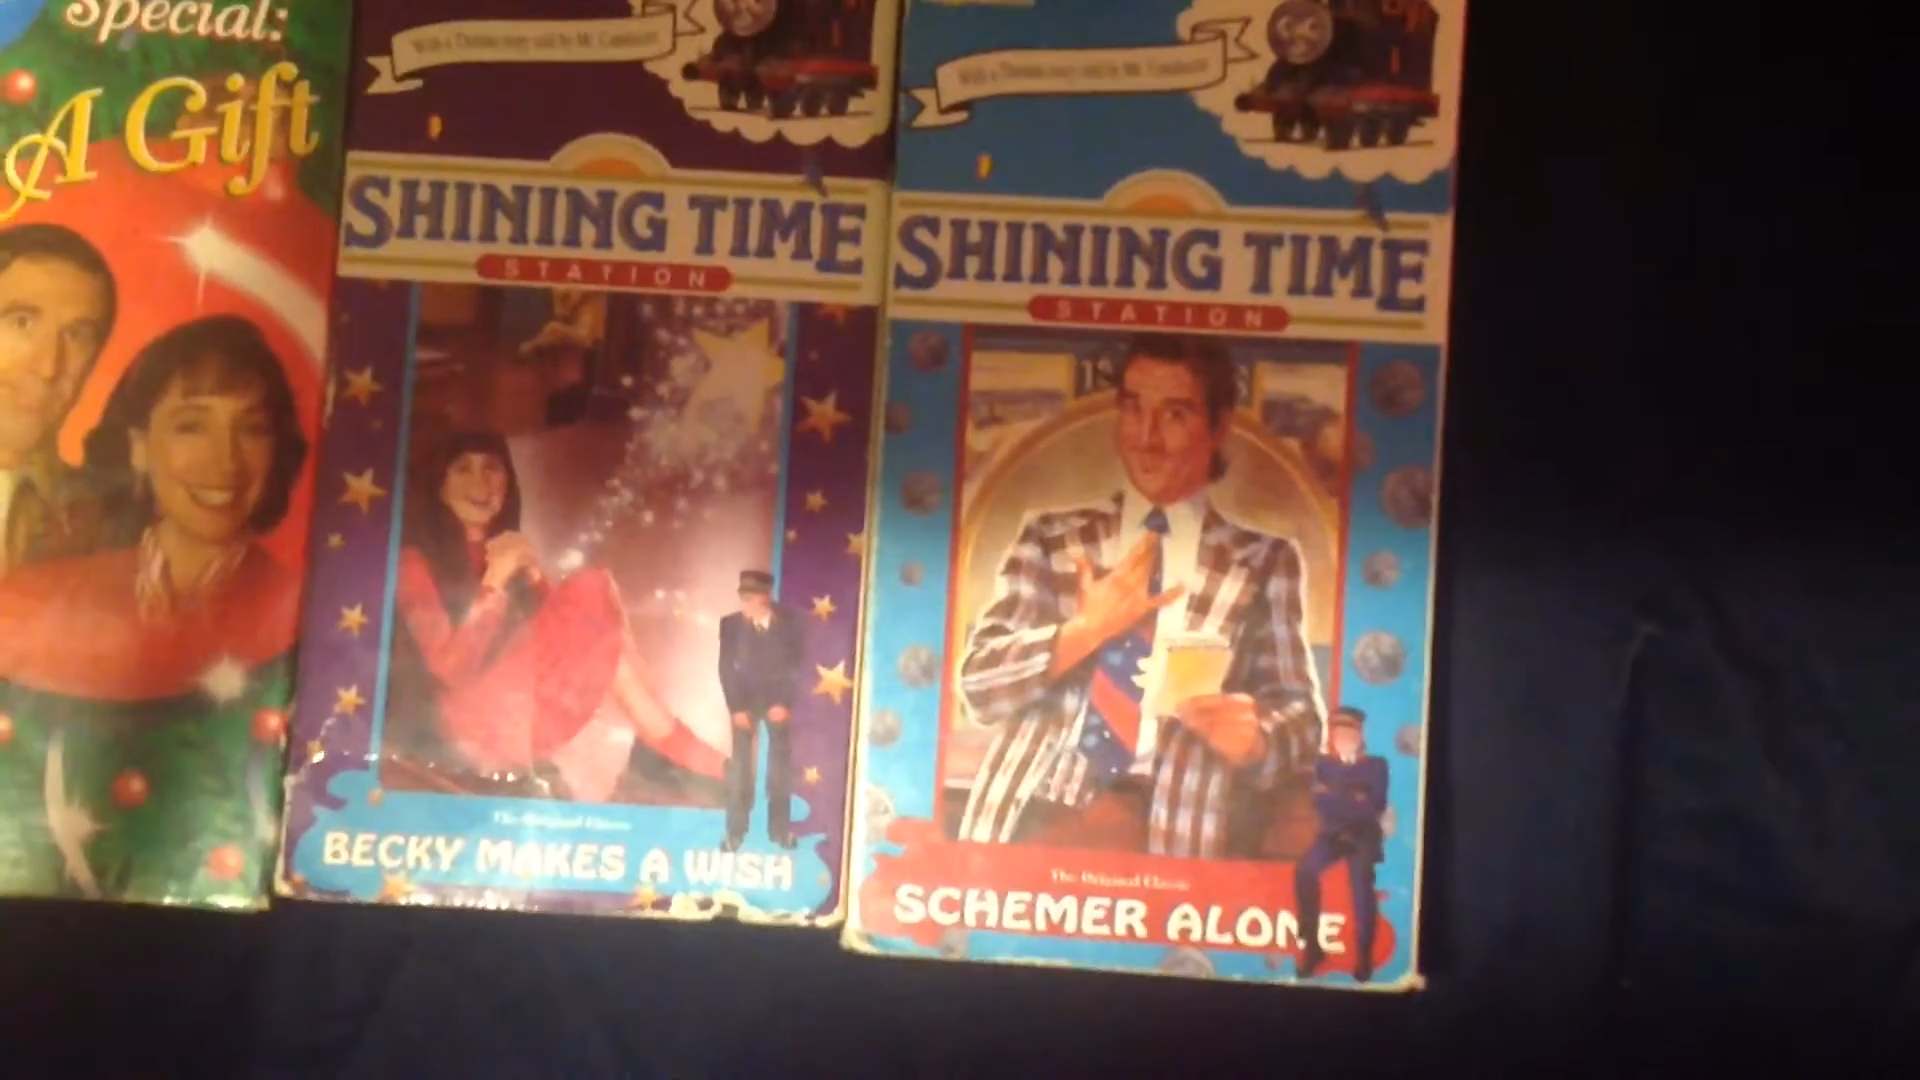 Special:
A Gift
With a Thomas story told by Mr. Conductor
SHINING TIME
STATION
The Original Classic
BECKY MAKES A WISH
With a Thomas story told by Mr. Conductor
SHINING TIME
STATION
The Original Classic
SCHEMER ALONE